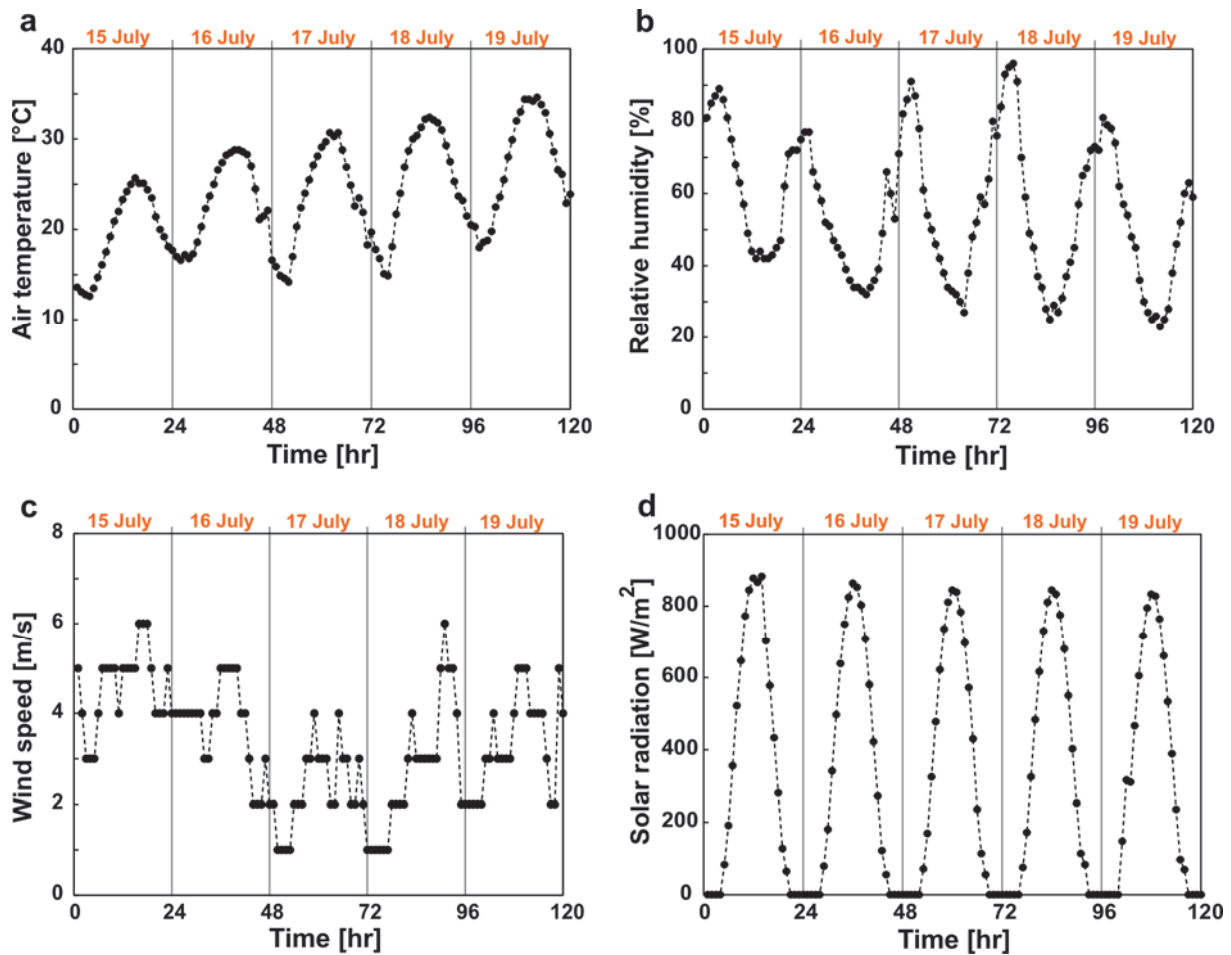 a
15 July 16 July 17 July 18 July 19 July
40
30
20
10
0
Air temperature [°C]
0 24 48 72 96 120
Time [hr]
b
15 July 16 July 17 July 18 July 19 July
100
80
60
40
20
0
Relative humidity [%]
0 24 48 72 96 120
Time [hr]
c
15 July 16 July 17 July 18 July 19 July
8
6
4
2
0
Wind speed [m/s]
0 24 48 72 96 120
Time [hr]
d
15 July 16 July 17 July 18 July 19 July
1000
800
600
400
200
0
Solar radiation [W/m²]
0 24 48 72 96 120
Time [hr]